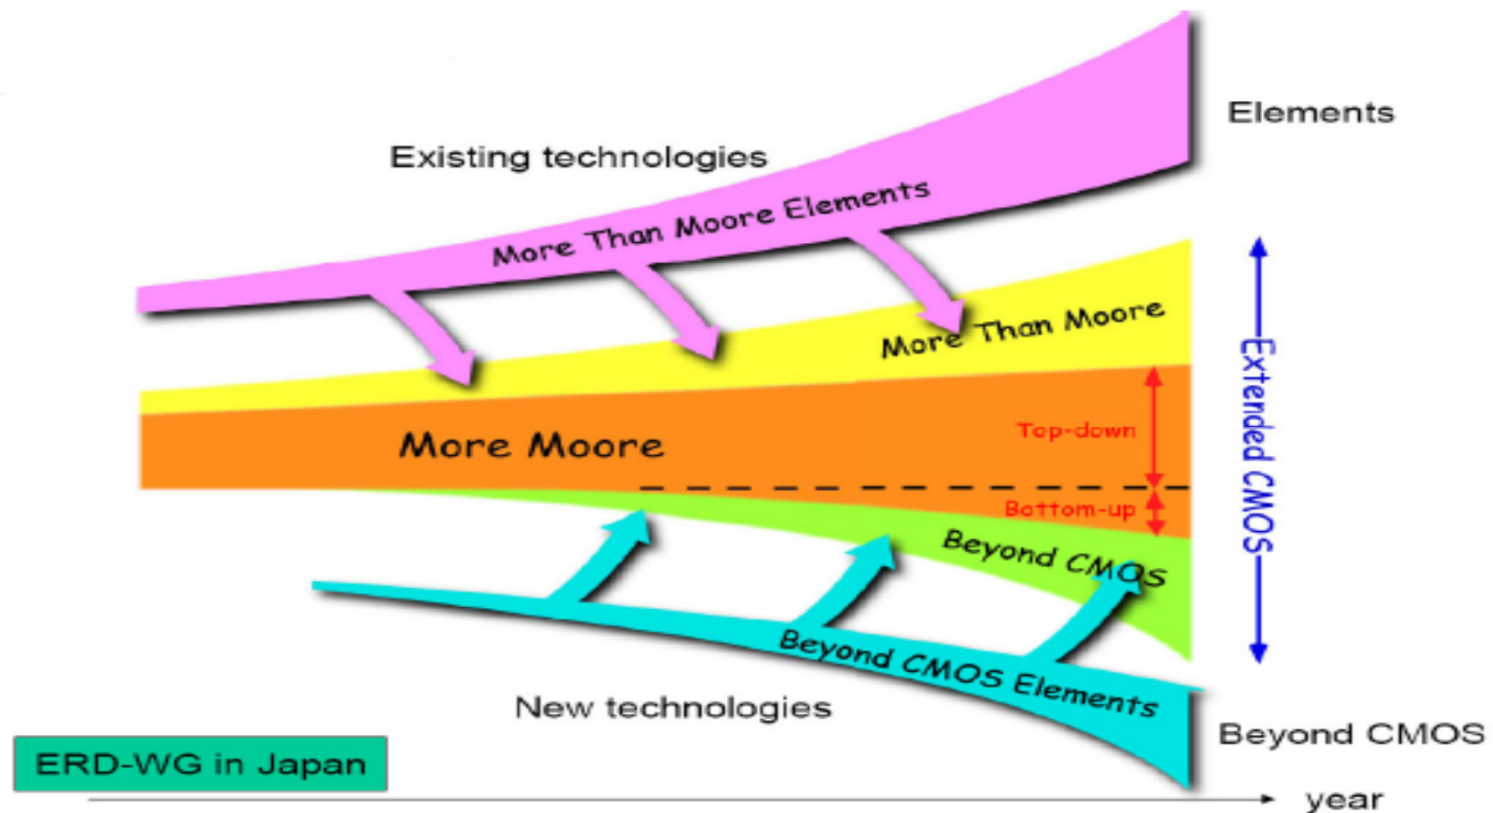 Elements
Existing technologies
More Than Moore Elements
More Than Moore
Top-down
More Moore
Extended CMOS
Bottom-up
Beyond CMOS
Beyond CMOS Elements
New technologies
Beyond CMOS
ERD-WG in Japan
year